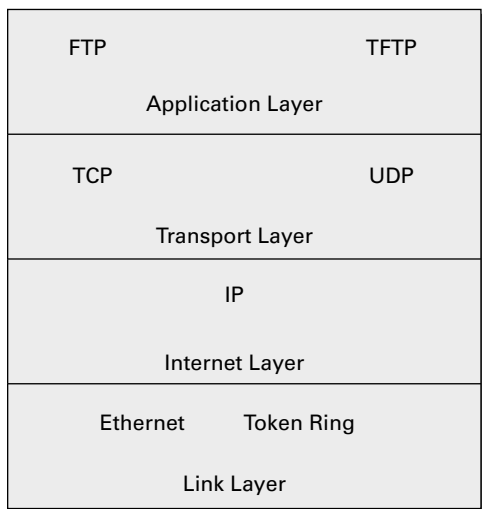 FTP TFTP
Application Layer
TCP UDP
Transport Layer
IP
Internet Layer
Ethernet Token Ring
Link Layer